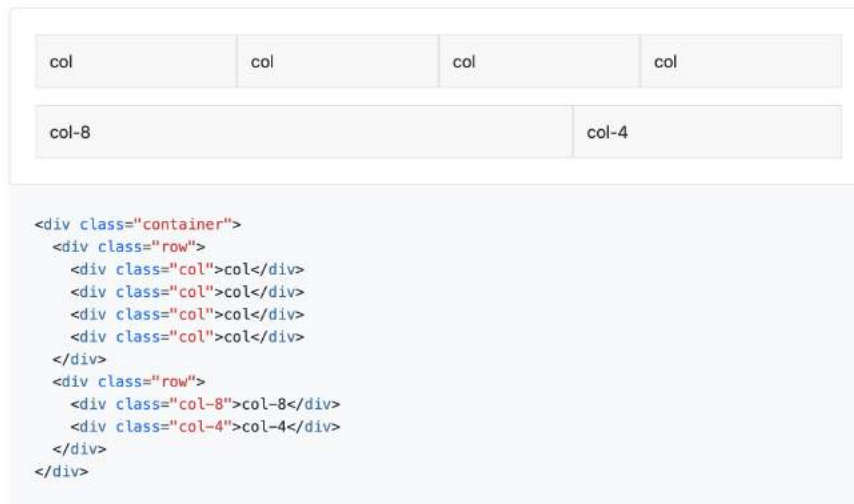 col col col col
col-8 col-4
<div class="container">
  <div class="row">
    <div class="col">col</div>
    <div class="col">col</div>
    <div class="col">col</div>
    <div class="col">col</div>
  </div>
  <div class="row">
    <div class="col-8">col-8</div>
    <div class="col-4">col-4</div>
  </div>
</div>